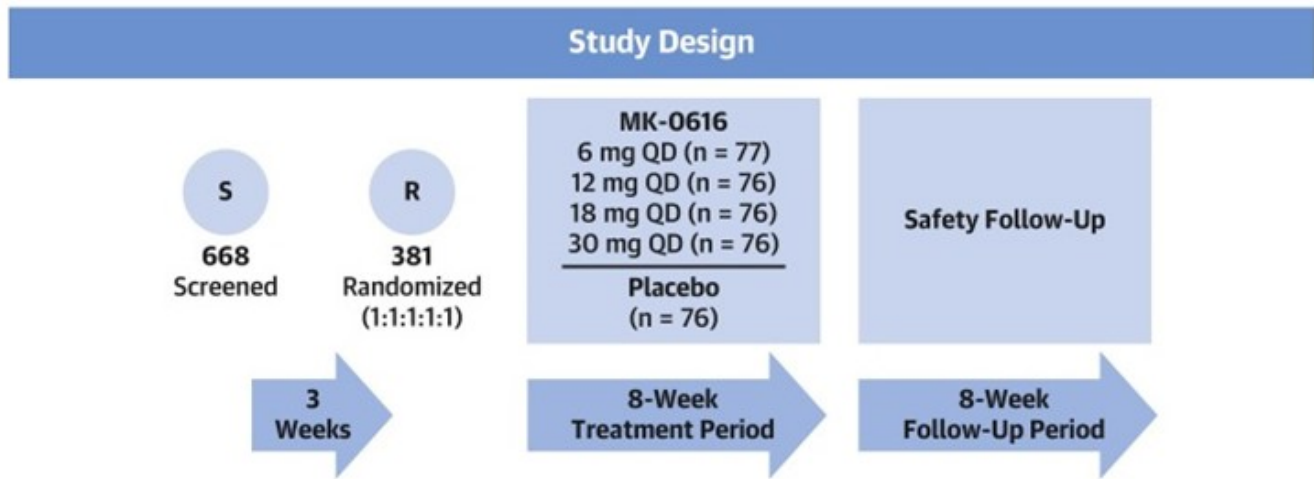 Study Design
S
668
Screened
R
381
Randomized
(1:1:1:1:1)
MK-0616
6 mg QD (n = 77)
12 mg QD (n = 76)
18 mg QD (n = 76)
30 mg QD (n = 76)
Placebo
(n = 76)
Safety Follow-Up
3
Weeks
8-Week
Treatment Period
8-Week
Follow-Up Period